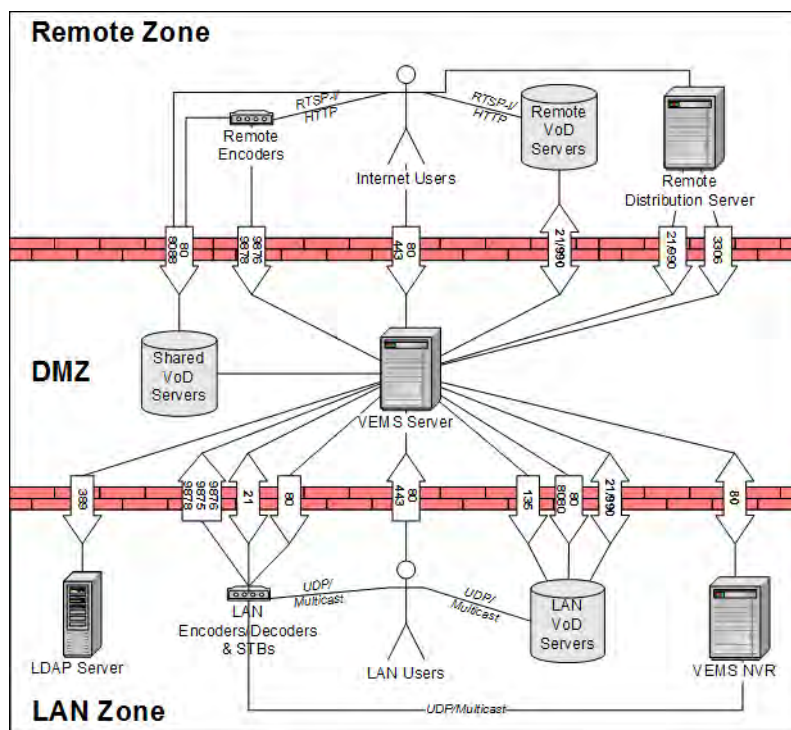 Remote Zone
RTSP-I/
HTTP
RTSP-I/
HTTP
Remote
Encoders
Internet Users
Remote
VoD
Servers
Remote
Distribution Server
80
8088
9876
9878
80
443
21/990
21/990
3306
DMZ
Shared
VoD
Servers
VEMS Server
389
9876
9875
9878
21
80
80
443
135
80
8080
21/990
80
UDP/
Multicast
UDP/
Multicast
LAN
Encoders/Decoders
& STBs
LAN
VoD
Servers
LDAP Server
LAN Users
VEMS NVR
UDP/Multicast
LAN Zone